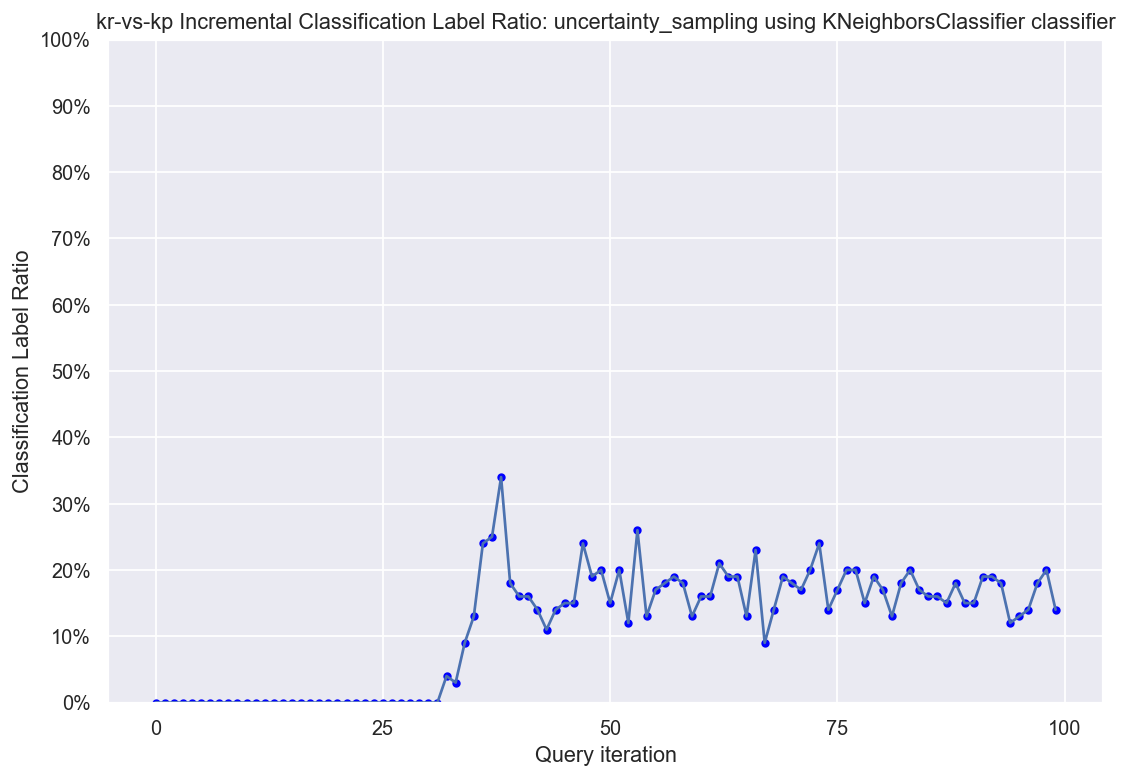 kr-vs-kp Incremental Classification Label Ratio: uncertainty_sampling using KNeighborsClassifier classifier
100%
90%
80%
70%
60%
50%
40%
30%
20%
10%
0%
Classification Label Ratio
0 25 50 75 100
Query iteration